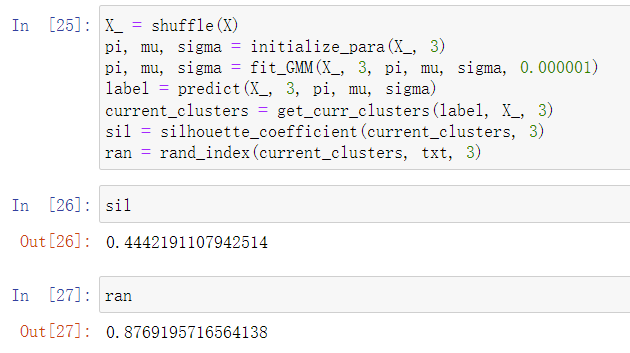 In [25]: X_ = shuffle(X)
pi, mu, sigma = initialize_para(X_, 3)
pi, mu, sigma = fit_GMM(X_, 3, pi, mu, sigma, 0.000001)
label = predict(X_, 3, pi, mu, sigma)
current_clusters = get_curr_clusters(label, X_, 3)
sil = silhouette_coefficient(current_clusters, 3)
ran = rand_index(current_clusters, txt, 3)
In [26]: sil
Out[26]: 0.4442191107942514
In [27]: ran
Out[27]: 0.8769195716564138